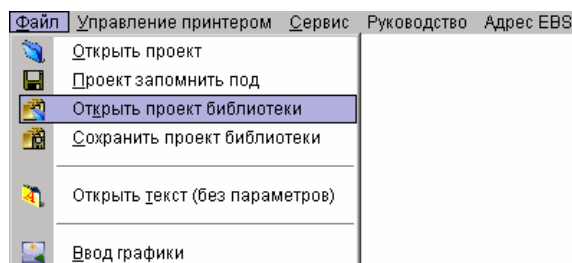 Файл Управление принтером Сервис Руководство Адрес EBS
Открыть проект
Проект запомнить под
Открыть проект библиотеки
Сохранить проект библиотеки
Открыть текст (без параметров)
Ввод графики